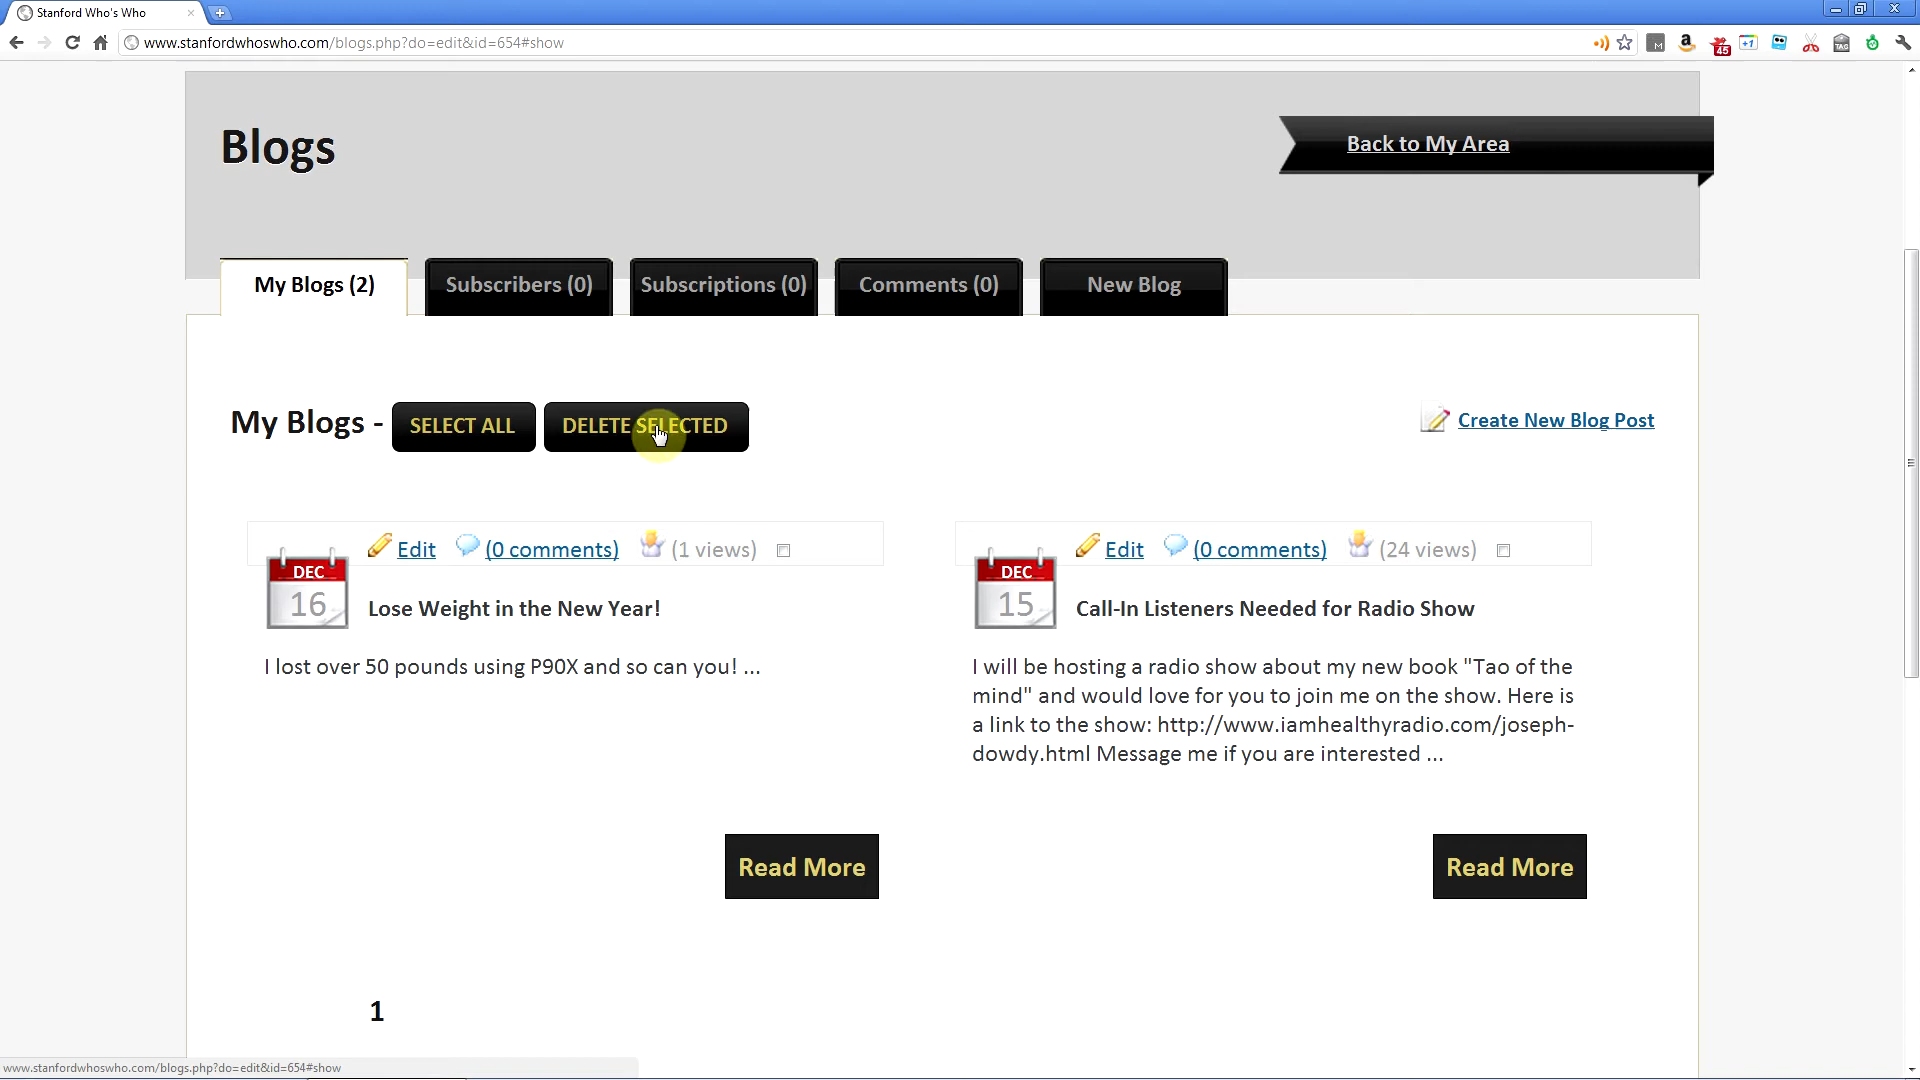 Stanford Who's Who
www.stanfordwhoswho.com/blogs.php?do=edit&id=654#show
M
45
+1
TAG
Blogs
Back to My Area
My Blogs (2)
Subscribers (0)
Subscriptions (0)
Comments (0)
New Blog
My Blogs -
SELECT ALL
DELETE SELECTED
Create New Blog Post
Edit
(0 comments)
(1 views)
DEC
16
Lose Weight in the New Year!
I lost over 50 pounds using P90X and so can you! ...
Read More
Edit
(0 comments)
(24 views)
DEC
15
Call-In Listeners Needed for Radio Show
I will be hosting a radio show about my new book "Tao of the
mind" and would love for you to join me on the show. Here is
a link to the show: http://www.iamhealthyradio.com/joseph-
dowdy.html Message me if you are interested ...
Read More
1
www.stanfordwhoswho.com/blogs.php?do=edit&id=654#show